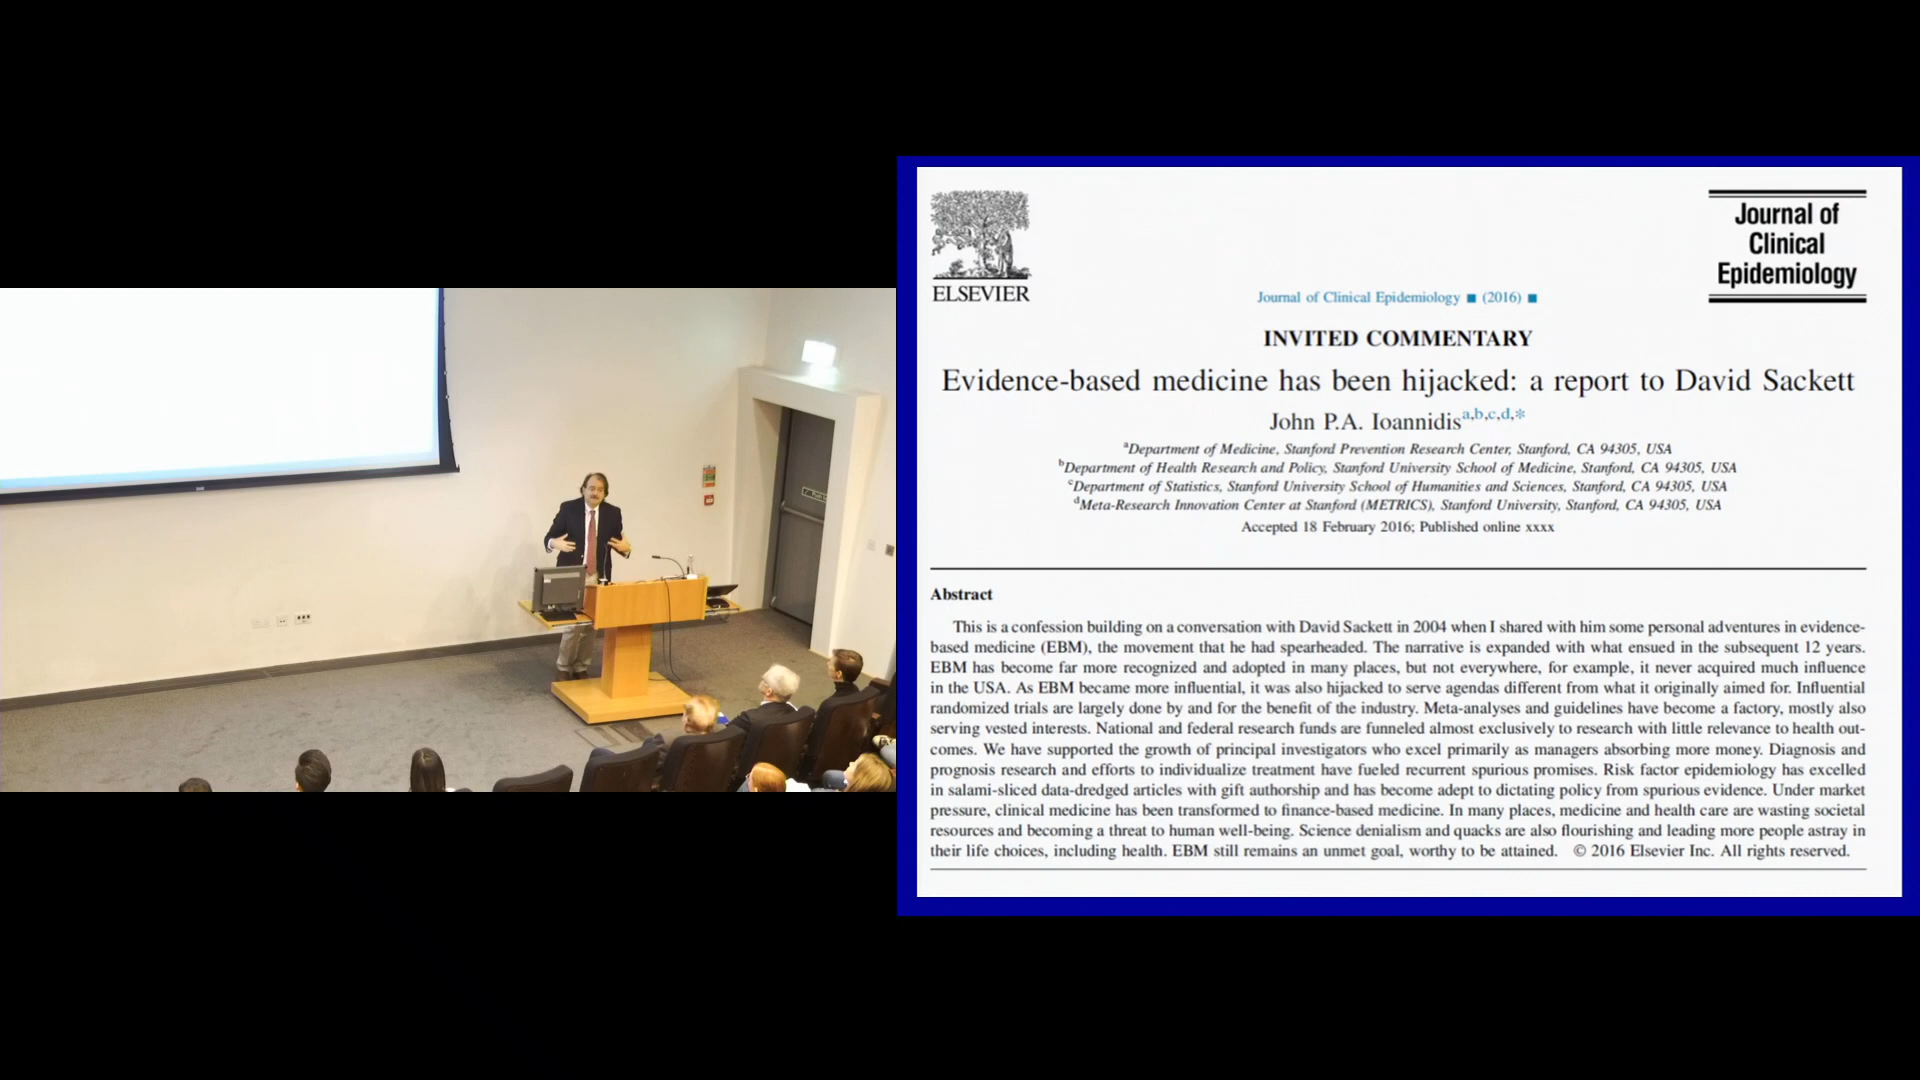 ELSEVIER
Journal of
Clinical
Epidemiology
Journal of Clinical Epidemiology ■ (2016) ■
INVITED COMMENTARY
Evidence-based medicine has been hijacked: a report to David Sackett
John P.A. Ioannidisa,b,c,d,*
aDepartment of Medicine, Stanford Prevention Research Center, Stanford, CA 94305, USA
bDepartment of Health Research and Policy, Stanford University School of Medicine, Stanford, CA 94305, USA
cDepartment of Statistics, Stanford University School of Humanities and Sciences, Stanford, CA 94305, USA
dMeta-Research Innovation Center at Stanford (METRICS), Stanford University, Stanford, CA 94305, USA
Accepted 18 February 2016; Published online xxxx
Abstract
This is a confession building on a conversation with David Sackett in 2004 when I shared with him some personal adventures in evidence-
based medicine (EBM), the movement that he had spearheaded. The narrative is expanded with what ensued in the subsequent 12 years.
EBM has become far more recognized and adopted in many places, but not everywhere, for example, it never acquired much influence
in the USA. As EBM became more influential, it was also hijacked to serve agendas different from what it originally aimed for. Influential
randomized trials are largely done by and for the benefit of the industry. Meta-analyses and guidelines have become a factory, mostly also
serving vested interests. National and federal research funds are funneled almost exclusively to research with little relevance to health out-
comes. We have supported the growth of principal investigators who excel primarily as managers absorbing more money. Diagnosis and
prognosis research and efforts to individualize treatment have fueled recurrent spurious promises. Risk factor epidemiology has excelled
in salami-sliced data-dredged articles with gift authorship and has become adept to dictating policy from spurious evidence. Under market
pressure, clinical medicine has been transformed to finance-based medicine. In many places, medicine and health care are wasting societal
resources and becoming a threat to human well-being. Science denialism and quacks are also flourishing and leading more people astray in
their life choices, including health. EBM still remains an unmet goal, worthy to be attained. © 2016 Elsevier Inc. All rights reserved.